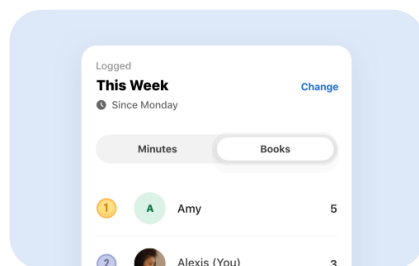 Logged
This Week
Change
Since Monday
Minutes Books
1 A Amy 5
2 Alexis (You) 3